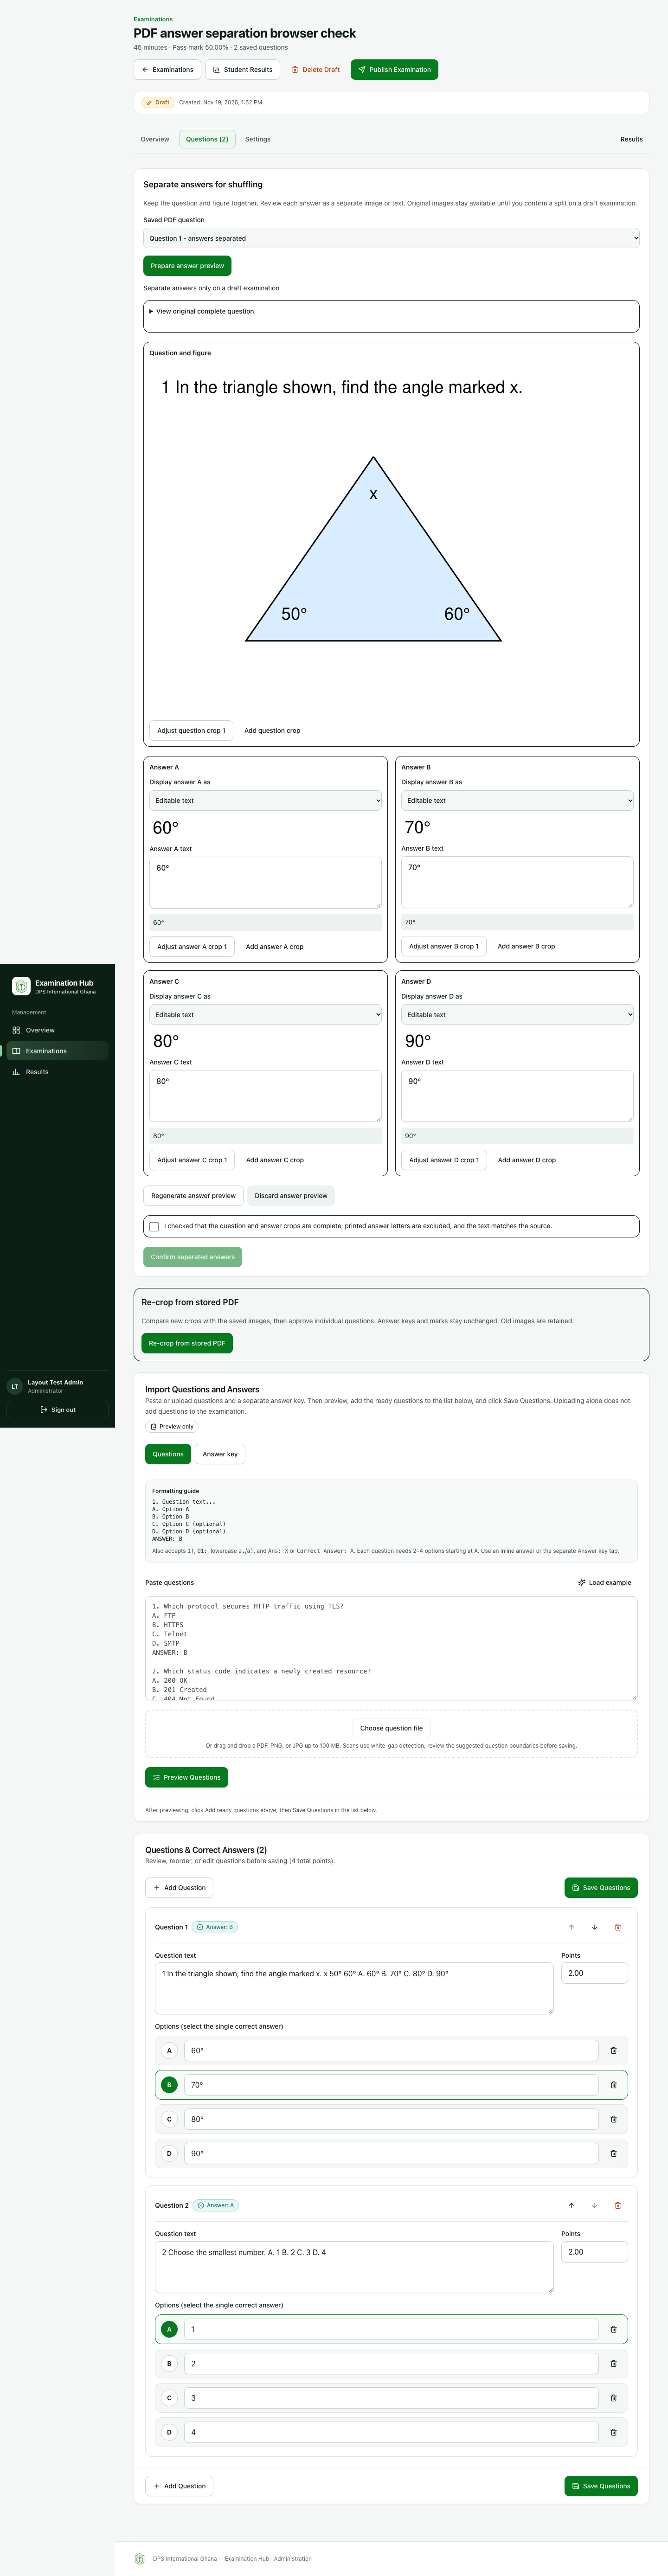 Examinations
PDF answer separation browser check
45 minutes · Pass mark 50.00% · 2 saved questions
Examinations
Student Results
Delete Draft
Publish Examination
Draft
Created: Nov 19, 2026, 1:52 PM
Overview
Questions (2)
Settings
Results
Separate answers for shuffling
Keep the question and figure together. Review each answer as a separate image or text. Original images stay available until you confirm a split on a draft examination.
Saved PDF question
Question 1 - answers separated
Prepare answer preview
Separate answers only on a draft examination
View original complete question
Question and figure
1 In the triangle shown, find the angle marked x.
x
50°
60°
Adjust question crop 1
Add question crop
Answer A
Display answer A as
Editable text
60°
Answer A text
60°
60°
Adjust answer A crop 1
Add answer A crop
Answer B
Display answer B as
Editable text
70°
Answer B text
70°
70°
Adjust answer B crop 1
Add answer B crop
Answer C
Display answer C as
Editable text
80°
Answer C text
80°
80°
Adjust answer C crop 1
Add answer C crop
Answer D
Display answer D as
Editable text
90°
Answer D text
90°
90°
Adjust answer D crop 1
Add answer D crop
Regenerate answer preview
Discard answer preview
I checked that the question and answer crops are complete, printed answer letters are excluded, and the text matches the source.
Confirm separated answers
Examination Hub
DPS International Ghana
Management
Overview
Examinations
Results
LT
Layout Test Admin
Administrator
Sign out
Re-crop from stored PDF
Compare new crops with the saved images, then approve individual questions. Answer keys and marks stay unchanged. Old images are retained.
Re-crop from stored PDF
Import Questions and Answers
Paste or upload questions and a separate answer key. Then preview, add the ready questions to the list below, and click Save Questions. Uploading alone does not
add questions to the examination.
Preview only
Questions
Answer key
Formatting guide
1. Question text...
A. Option A
B. Option B
C. Option C (optional)
D. Option D (optional)
ANSWER: B
Also accepts 1), Q1:, lowercase a./a), and Ans: X or Correct Answer: X. Each question needs 2–4 options starting at A. Use an inline answer or the separate Answer key tab.
Paste questions
Load example
1. Which protocol secures HTTP traffic using TLS?
A. FTP
B. HTTPS
C. Telnet
D. SMTP
ANSWER: B
2. Which status code indicates a newly created resource?
A. 200 OK
B. 201 Created
C. 404 Not Found
Choose question file
Or drag and drop a PDF, PNG, or JPG up to 100 MB. Scans use white-gap detection; review the suggested question boundaries before saving.
Preview Questions
After previewing, click Add ready questions above, then Save Questions in the list below.
Questions & Correct Answers (2)
Review, reorder, or edit questions before saving (4 total points).
Add Question
Save Questions
Question 1
Answer: B
Question text
Points
1 In the triangle shown, find the angle marked x. x 50° 60° A. 60° B. 70° C. 80° D. 90°
2.00
Options (select the single correct answer)
A
60°
B
70°
C
80°
D
90°
Question 2
Answer: A
Question text
Points
2 Choose the smallest number. A. 1 B. 2 C. 3 D. 4
2.00
Options (select the single correct answer)
A
1
B
2
C
3
D
4
Add Question
Save Questions
DPS International Ghana — Examination Hub · Administration